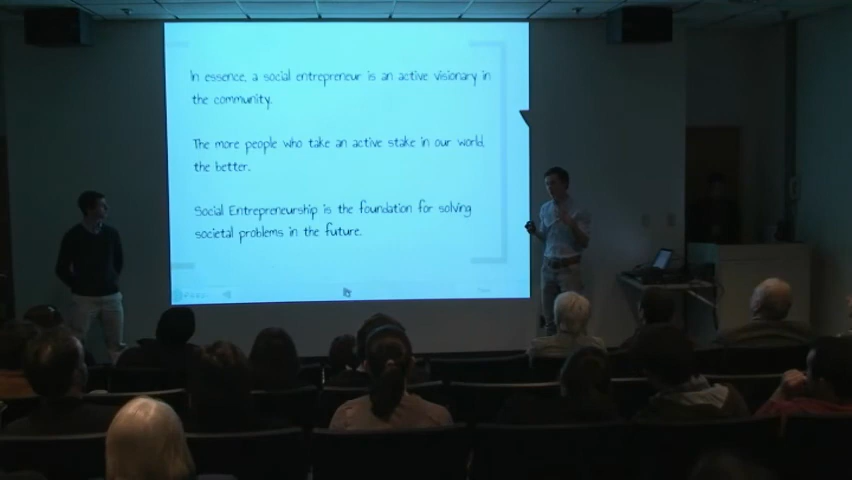 In essence, a social entrepreneur is an active visionary in
the community.
The more people who take an active stake in our world,
the better.
Social Entrepreneurship is the foundation for solving
societal problems in the future.